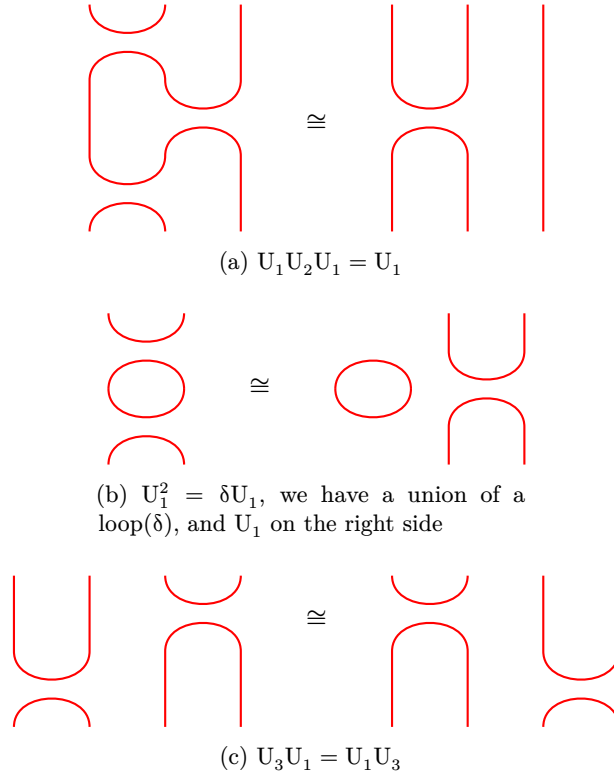 ≅
(a) U₁U₂U₁ = U₁
≅
(b) U₁² = δU₁, we have a union of a
loop(δ), and U₁ on the right side
≅
(c) U₃U₁ = U₁U₃